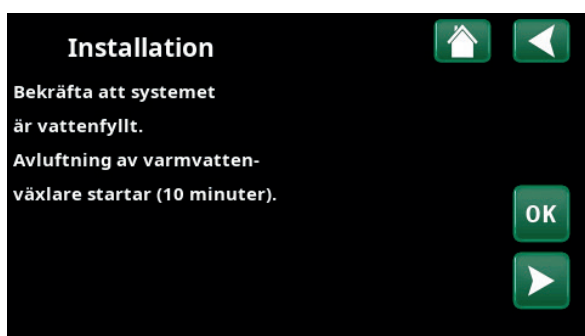 Installation
Bekräfta att systemet
är vattenfyllt.
Avluftning av varmvatten-
växlare startar (10 minuter).
OK